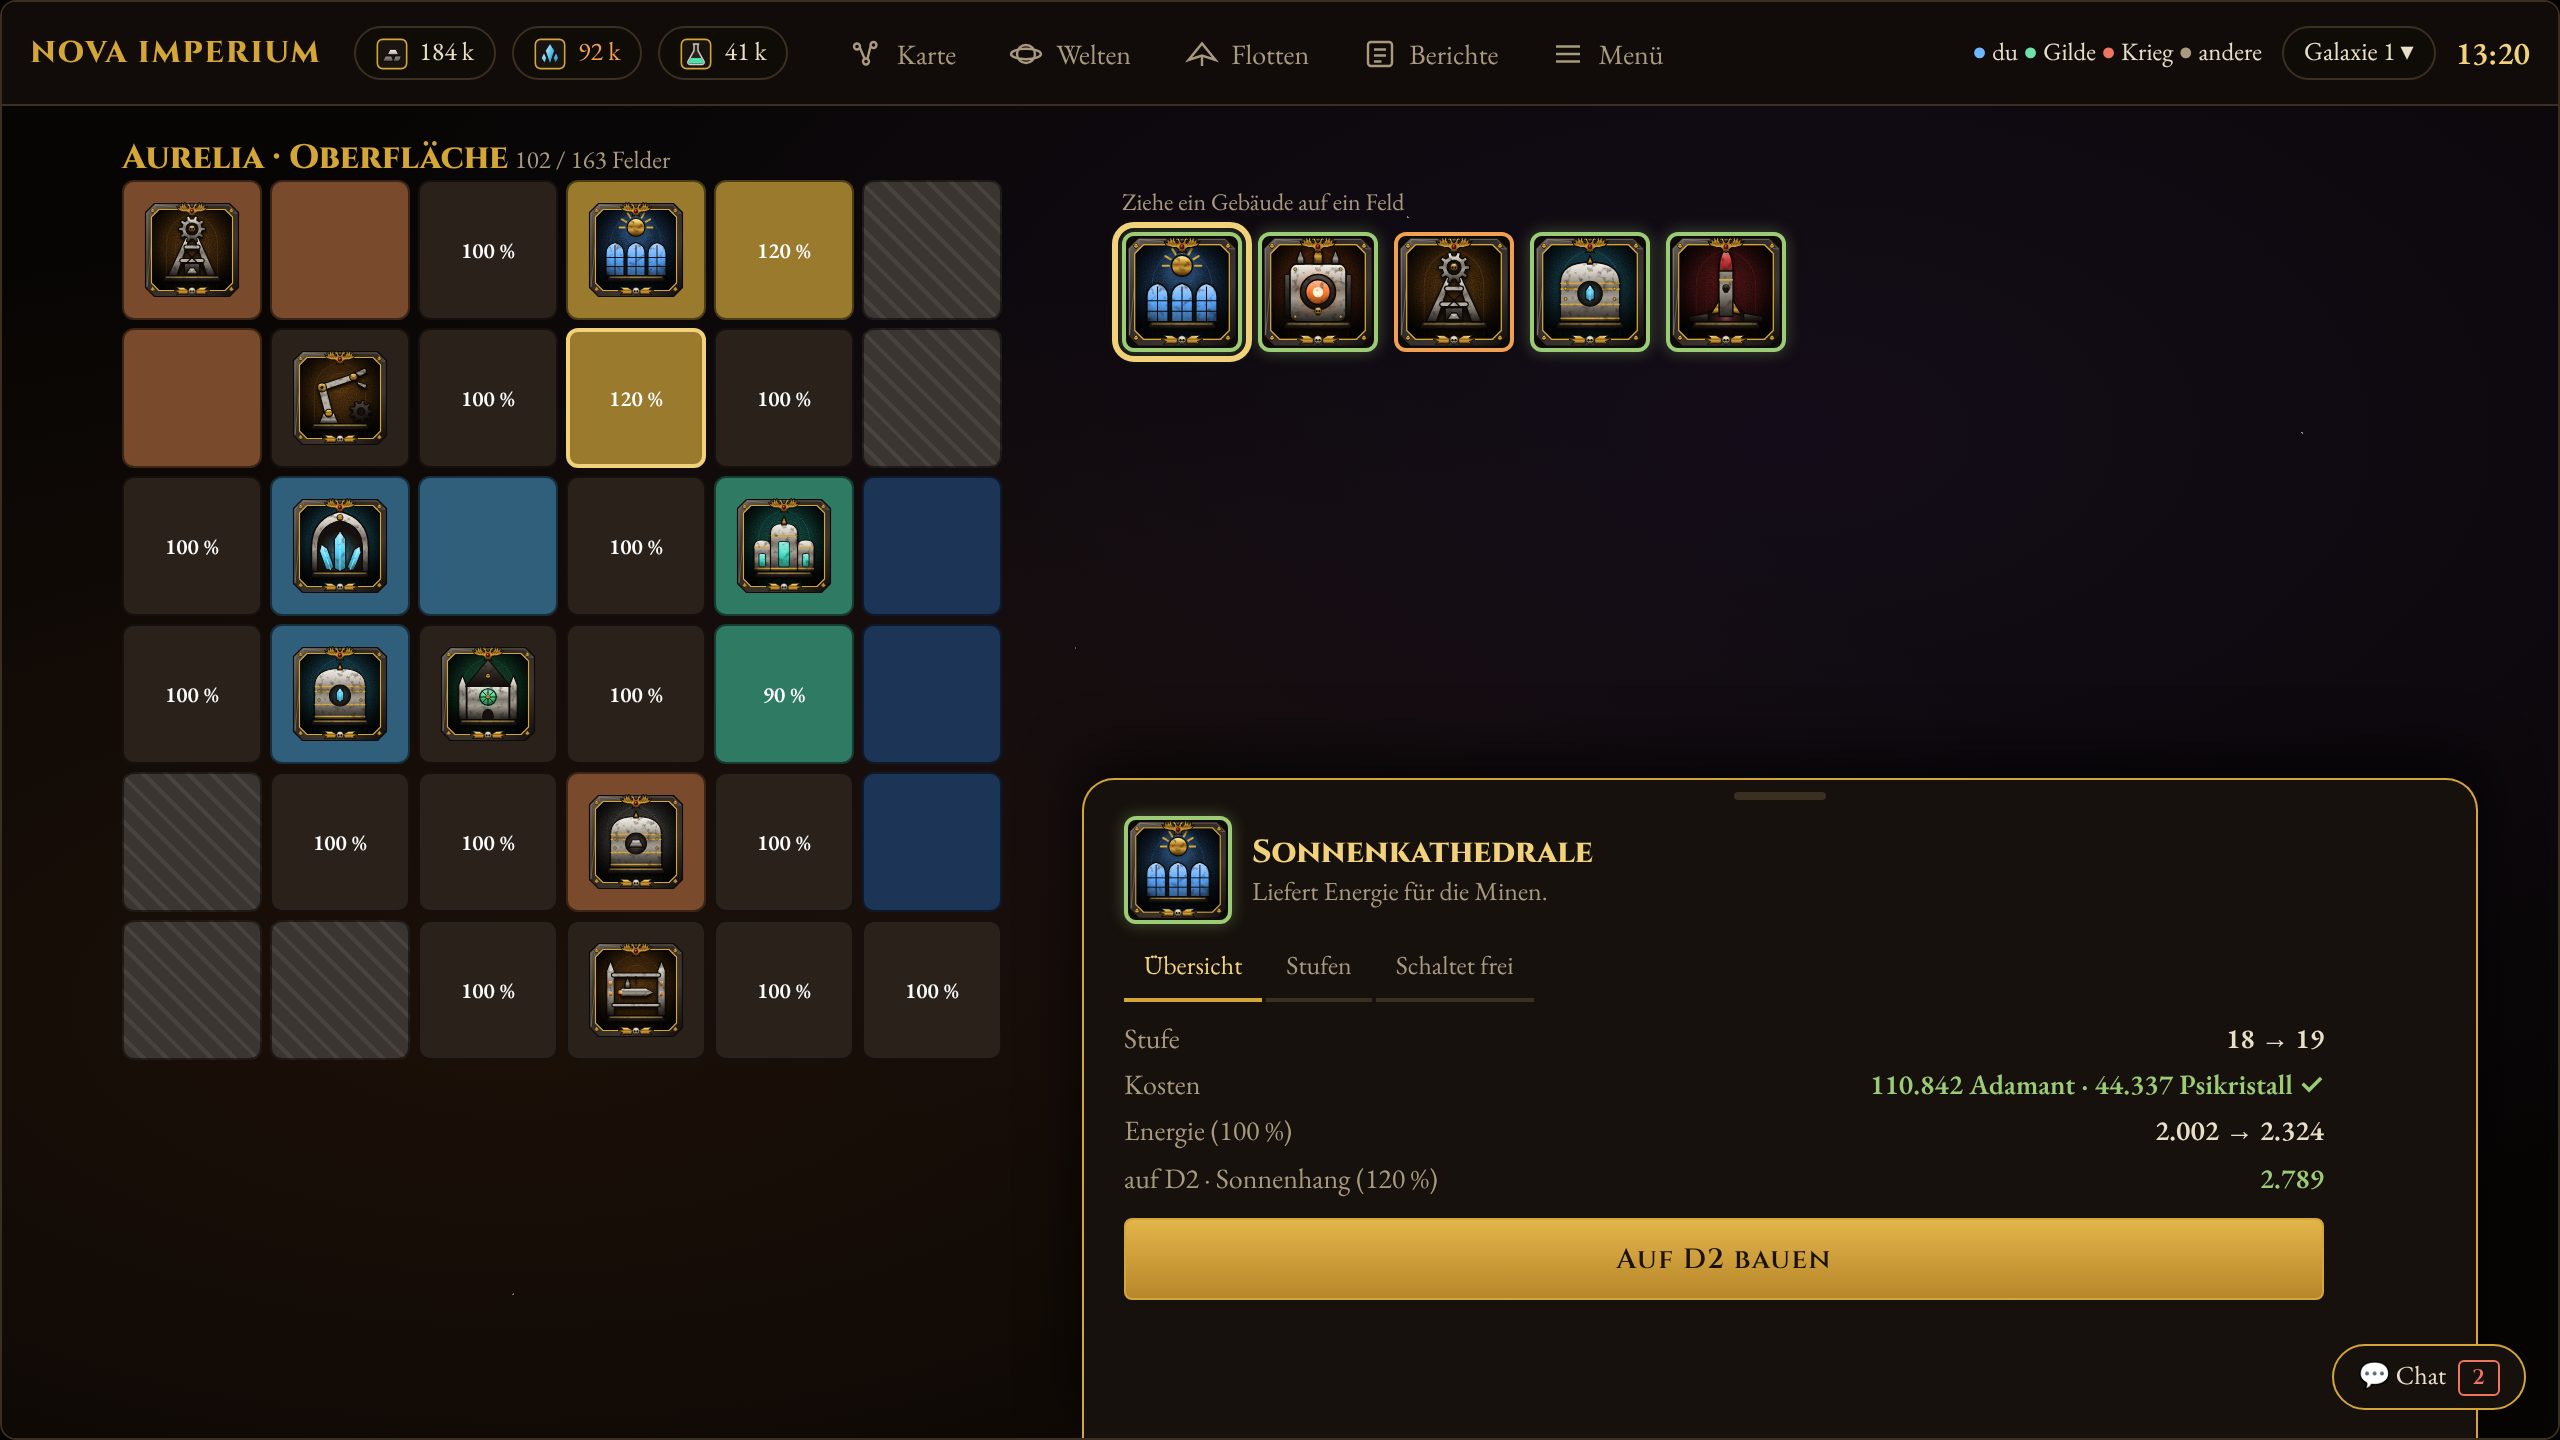 NOVA IMPERIUM 184 k 92 k 41 k Karte Welten Flotten Berichte Menü du Gilde Krieg andere Galaxie 1 ▼ 13:20
Aurelia · Oberfläche 102 / 163 Felder
Ziehe ein Gebäude auf ein Feld
100 % 120 %
100 % 120 % 100 %
100 % 100 %
100 % 100 % 90 %
100 % 100 % 100 %
100 % 100 % 100 %
Sonnenkathedrale
Liefert Energie für die Minen.
Übersicht Stufen Schaltet frei
Stufe 18 → 19
Kosten 110.842 Adamant · 44.337 Psikristall ✓
Energie (100 %) 2.002 → 2.324
auf D2 · Sonnenhang (120 %) 2.789
Auf D2 bauen
💬 Chat 2